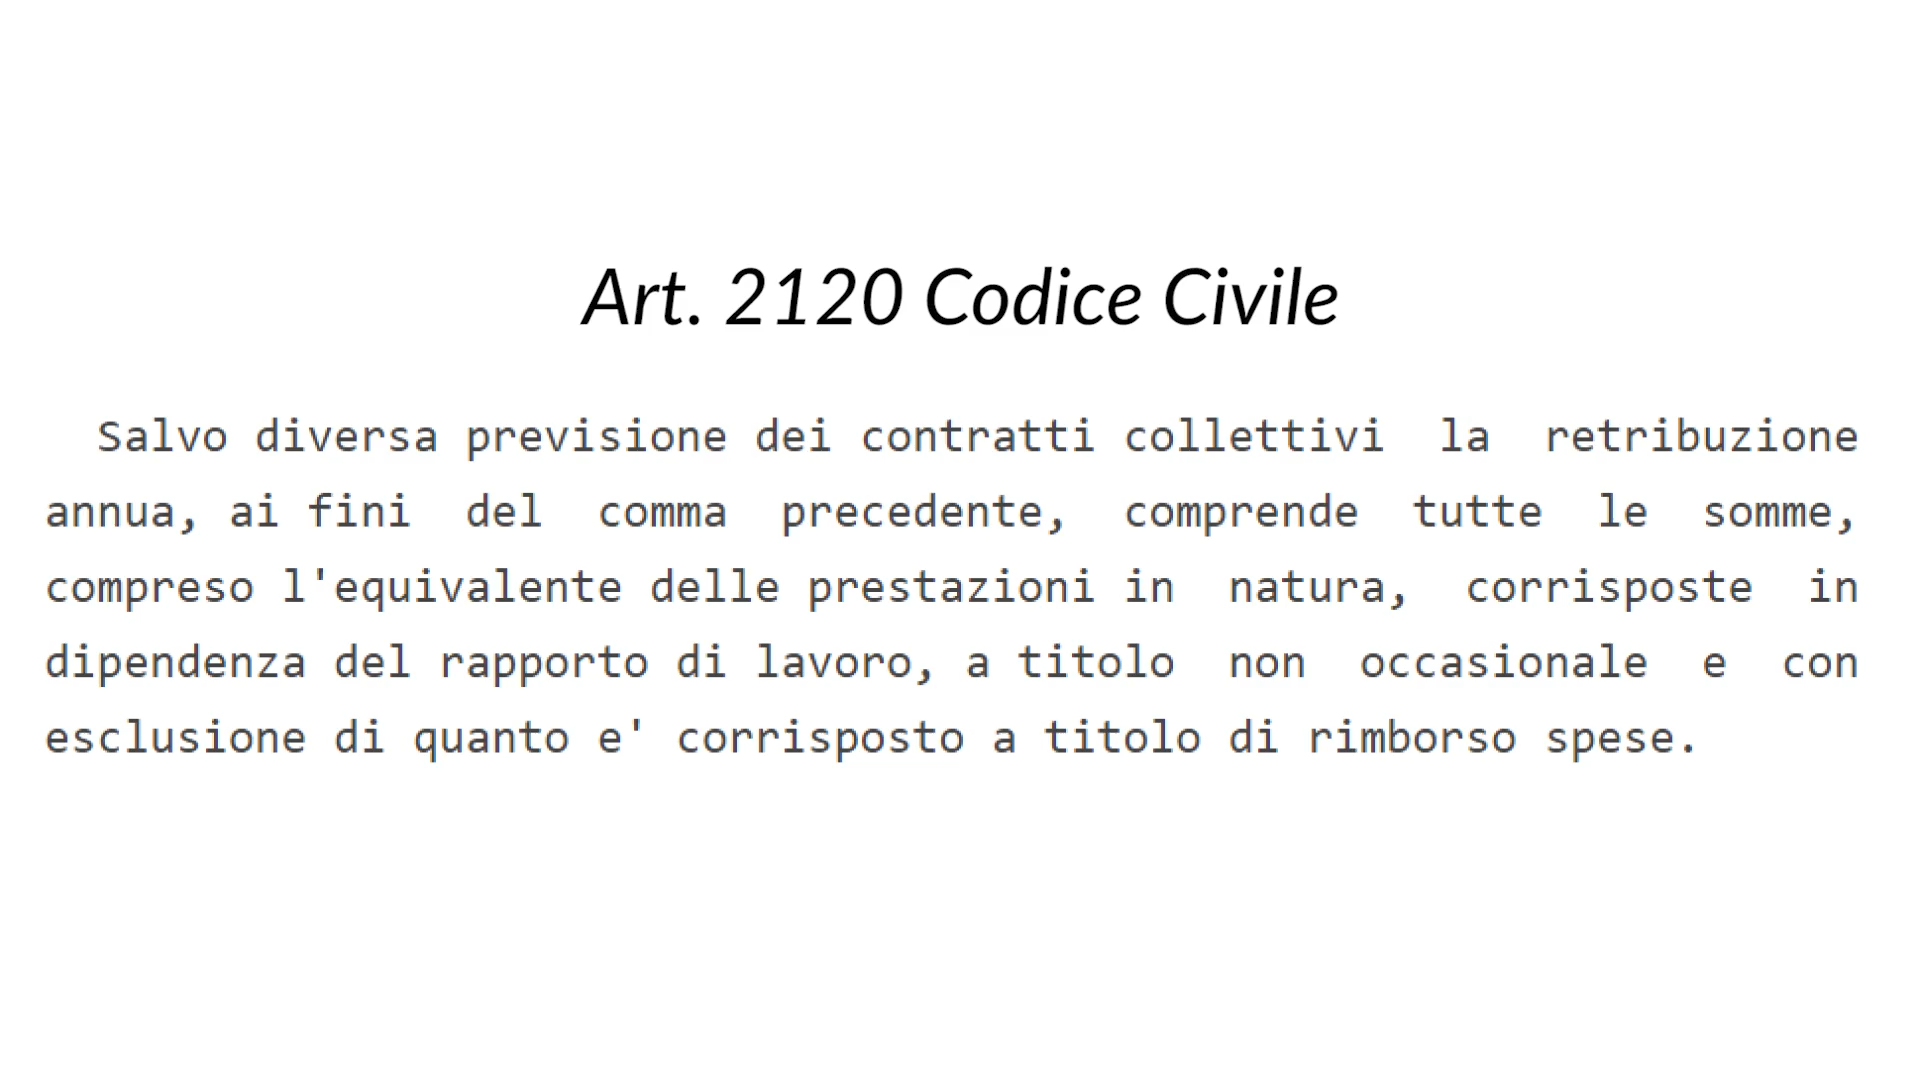 Art. 2120 Codice Civile
Salvo diversa previsione dei contratti collettivi la retribuzione
annua, ai fini del comma precedente, comprende tutte le somme,
compreso l'equivalente delle prestazioni in natura, corrisposte in
dipendenza del rapporto di lavoro, a titolo non occasionale e con
esclusione di quanto e' corrisposto a titolo di rimborso spese.